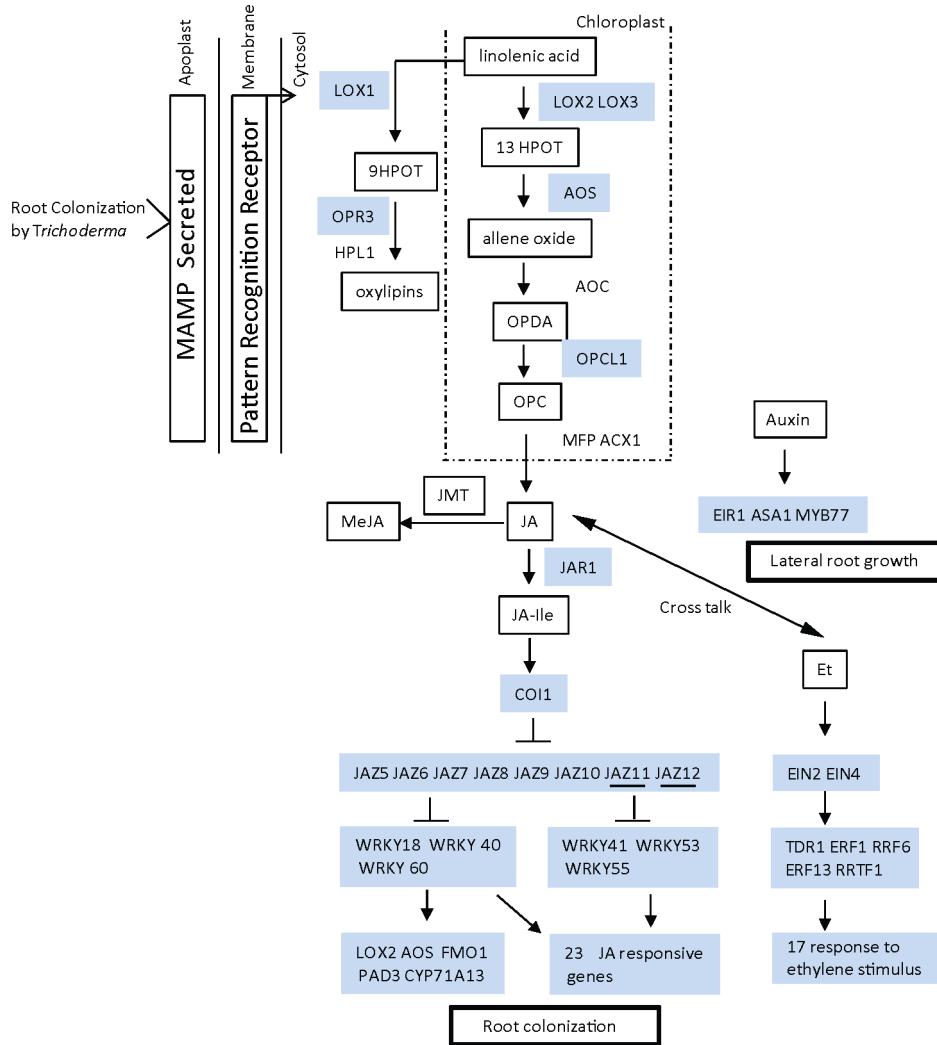 Apoplast
Membrane
Cytosol
Chloroplast
MAMP Secreted
Pattern Recognition Receptor
Root Colonization
by Trichoderma
linolenic acid
LOX1
LOX2 LOX3
13 HPOT
9HPOT
AOS
OPR3
HPL1
allene oxide
oxylipins
AOC
OPDA
OPCL1
OPC
MFP ACX1
Auxin
EIR1 ASA1 MYB77
Lateral root growth
JMT
MeJA
JA
JAR1
Cross talk
JA-Ile
Et
COI1
JAZ5 JAZ6 JAZ7 JAZ8 JAZ9 JAZ10 JAZ11 JAZ12
EIN2 EIN4
WRKY18 WRKY 40
WRKY 60
WRKY41 WRKY53
WRKY55
TDR1 ERF1 RRF6
ERF13 RRTF1
LOX2 AOS FMO1
PAD3 CYP71A13
23 JA responsive
genes
17 response to
ethylene stimulus
Root colonization